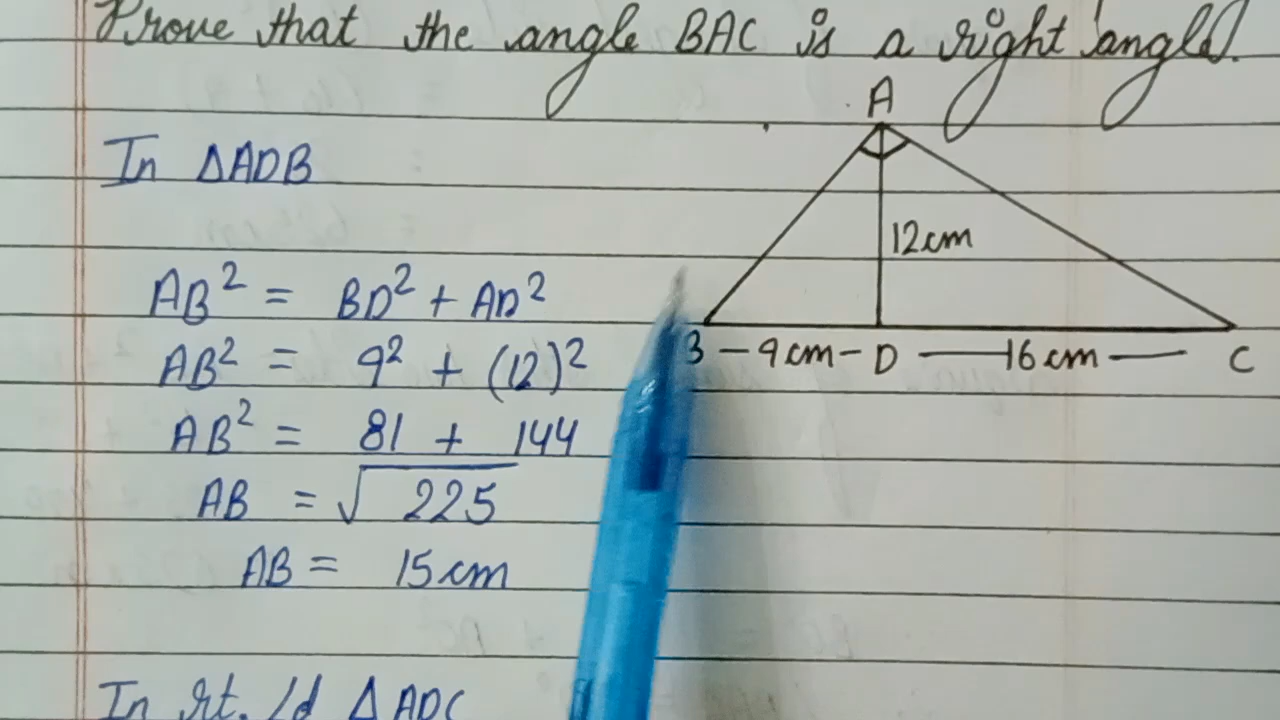 Prove that the angle BAC is a right angle.
A
In ΔADB
12cm
AB² = BD² + AD²
AB² = 9² + (12)²
B – 9cm – D — 16cm — C
AB² = 81 + 144
AB = √225
AB = 15cm
In rt. ∠d ΔADC